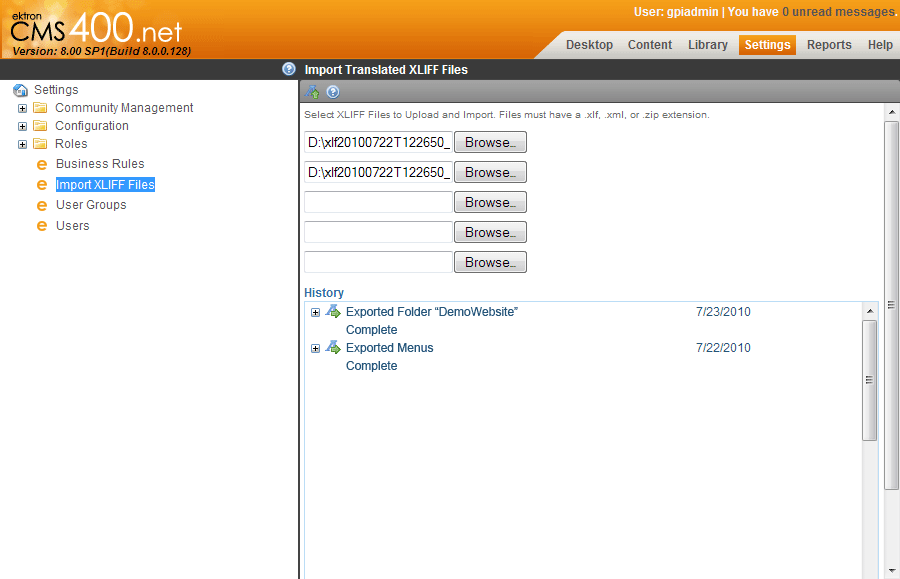 User: gpiadmin | You have 0 unread messages.
ektron
CMS400.net
Version: 8.00 SP1(Build 8.0.0.128)
Desktop Content Library Settings Reports Help
Import Translated XLIFF Files
Settings
Community Management
Configuration
Roles
Business Rules
Import XLIFF Files
User Groups
Users
Select XLIFF Files to Upload and Import. Files must have a .xlf, .xml, or .zip extension.
D:\xlf20100722T122650_ Browse...
D:\xlf20100722T122650_ Browse...
Browse...
Browse...
Browse...
History
Exported Folder “DemoWebsite” 7/23/2010
Complete
Exported Menus 7/22/2010
Complete